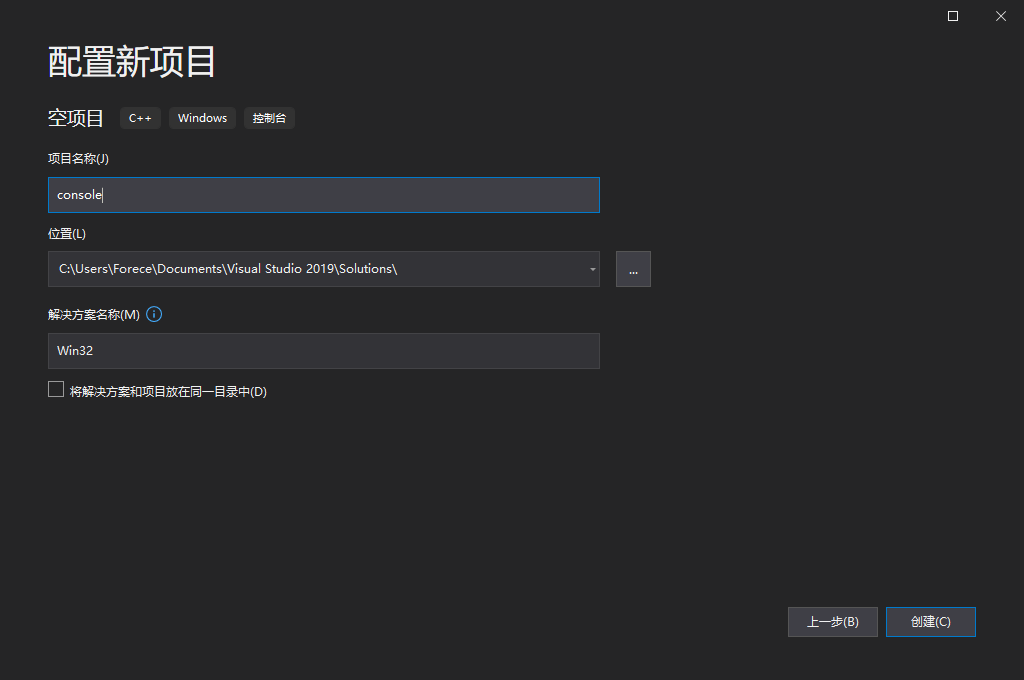 配置新项目
空项目 C++ Windows 控制台
项目名称(J)
console
位置(L)
C:\Users\Forece\Documents\Visual Studio 2019\Solutions\
...
解决方案名称(M)
Win32
将解决方案和项目放在同一目录中(D)
上一步(B) 创建(C)